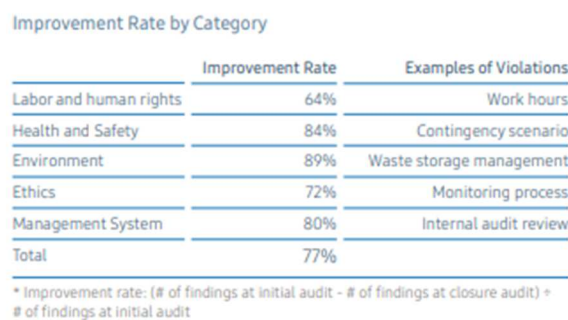 Improvement Rate by Category
Improvement Rate Examples of Violations
Labor and human rights 64% Work hours
Health and Safety 84% Contingency scenario
Environment 89% Waste storage management
Ethics 72% Monitoring process
Management System 80% Internal audit review
Total 77%
* Improvement rate: (# of findings at initial audit - # of findings at closure audit) ÷
# of findings at initial audit